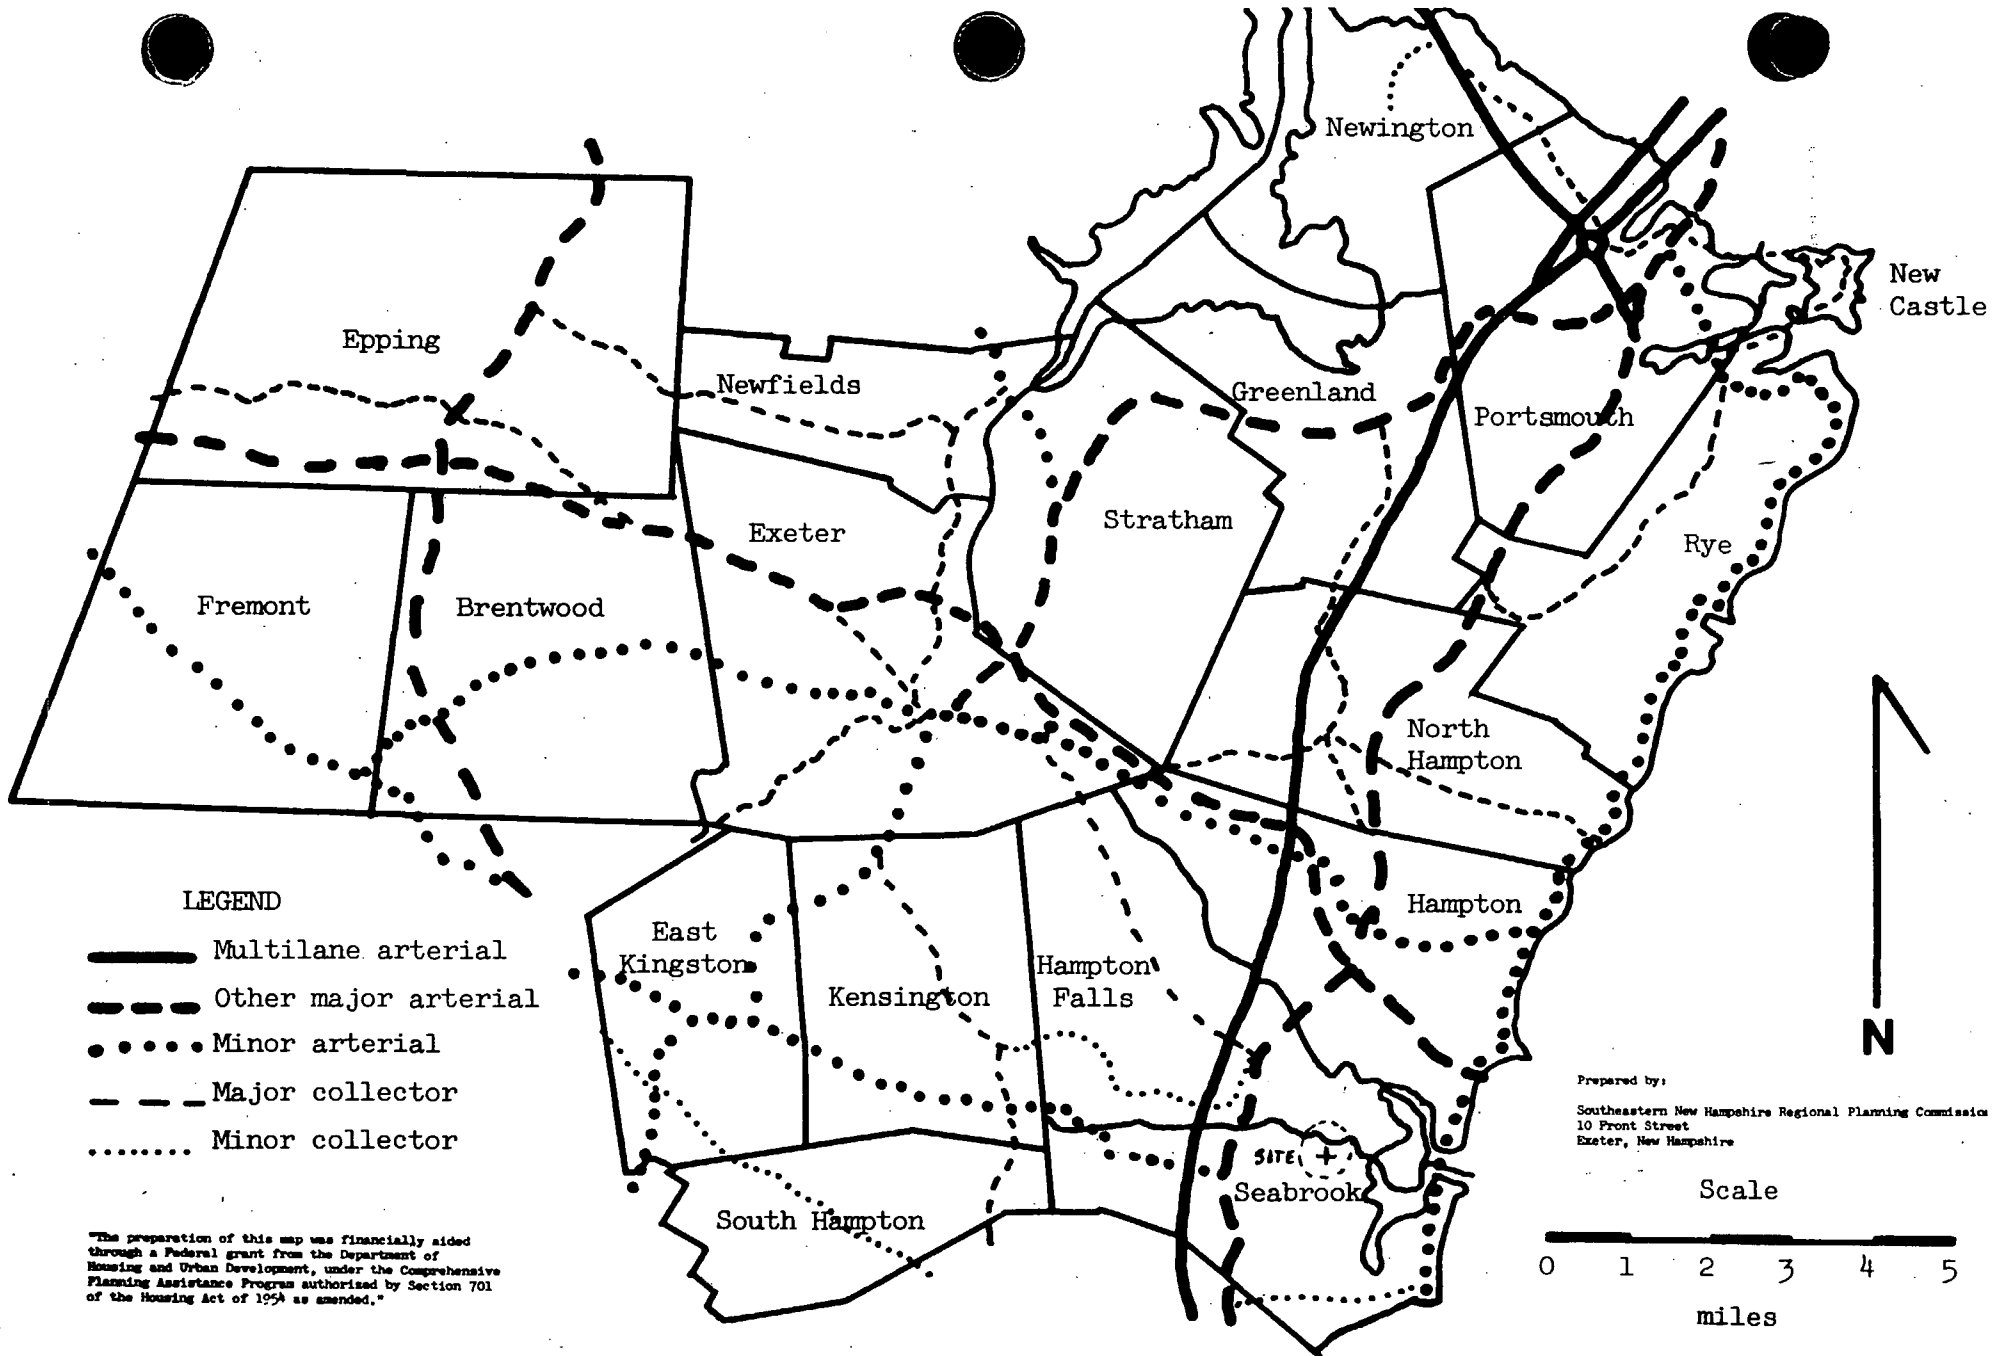 Newington
New
Castle
Epping
Newfields
Greenland
Portsmouth
Exeter
Stratham
Rye
Fremont
Brentwood
North
Hampton
LEGEND
Multilane arterial
Other major arterial
Minor arterial
Major collector
Minor collector
East
Kingston
Kensington
Hampton
Falls
Hampton
N
Prepared by:
Southeastern New Hampshire Regional Planning Commission
10 Front Street
Exeter, New Hampshire
SITE
Seabrook
South Hampton
Scale
0 1 2 3 4 5
miles
"The preparation of this map was financially aided
through a Federal grant from the Department of
Housing and Urban Development, under the Comprehensive
Planning Assistance Program authorized by Section 701
of the Housing Act of 1954 as amended."